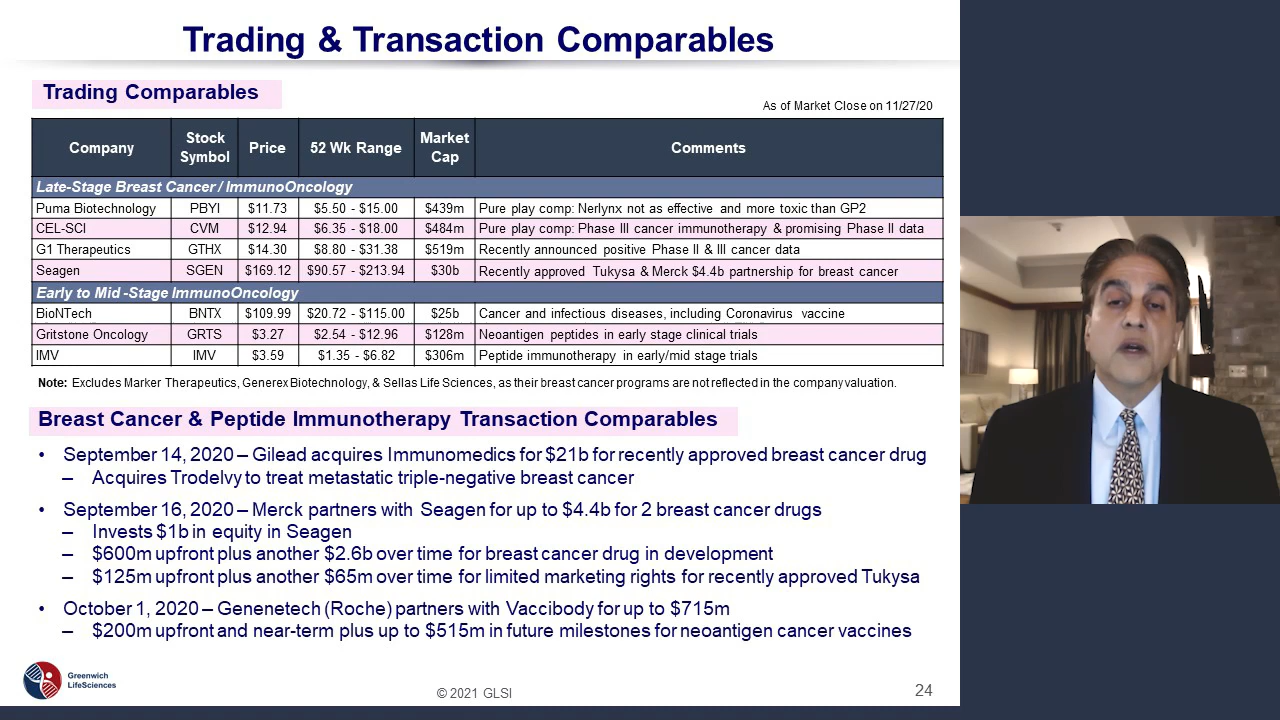 Trading & Transaction Comparables
Trading Comparables
As of Market Close on 11/27/20
Company Stock Symbol Price 52 Wk Range Market Cap Comments
Late-Stage Breast Cancer / ImmunoOncology
Puma Biotechnology PBYI $11.73 $5.50 - $15.00 $439m Pure play comp: Nerlynx not as effective and more toxic than GP2
CEL-SCI CVM $12.94 $6.35 - $18.00 $484m Pure play comp: Phase III cancer immunotherapy & promising Phase II data
G1 Therapeutics GTHX $14.30 $8.80 - $31.38 $519m Recently announced positive Phase II & III cancer data
Seagen SGEN $169.12 $90.57 - $213.94 $30b Recently approved Tukysa & Merck $4.4b partnership for breast cancer
Early to Mid -Stage ImmunoOncology
BioNTech BNTX $109.99 $20.72 - $115.00 $25b Cancer and infectious diseases, including Coronavirus vaccine
Gritstone Oncology GRTS $3.27 $2.54 - $12.96 $128m Neoantigen peptides in early stage clinical trials
IMV IMV $3.59 $1.35 - $6.82 $306m Peptide immunotherapy in early/mid stage trials
Note: Excludes Marker Therapeutics, Generex Biotechnology, & Sellas Life Sciences, as their breast cancer programs are not reflected in the company valuation.
Breast Cancer & Peptide Immunotherapy Transaction Comparables
• September 14, 2020 – Gilead acquires Immunomedics for $21b for recently approved breast cancer drug
– Acquires Trodelvy to treat metastatic triple-negative breast cancer
• September 16, 2020 – Merck partners with Seagen for up to $4.4b for 2 breast cancer drugs
– Invests $1b in equity in Seagen
– $600m upfront plus another $2.6b over time for breast cancer drug in development
– $125m upfront plus another $65m over time for limited marketing rights for recently approved Tukysa
• October 1, 2020 – Genenetech (Roche) partners with Vaccibody for up to $715m
– $200m upfront and near-term plus up to $515m in future milestones for neoantigen cancer vaccines
Greenwich
LifeSciences
© 2021 GLSI
24